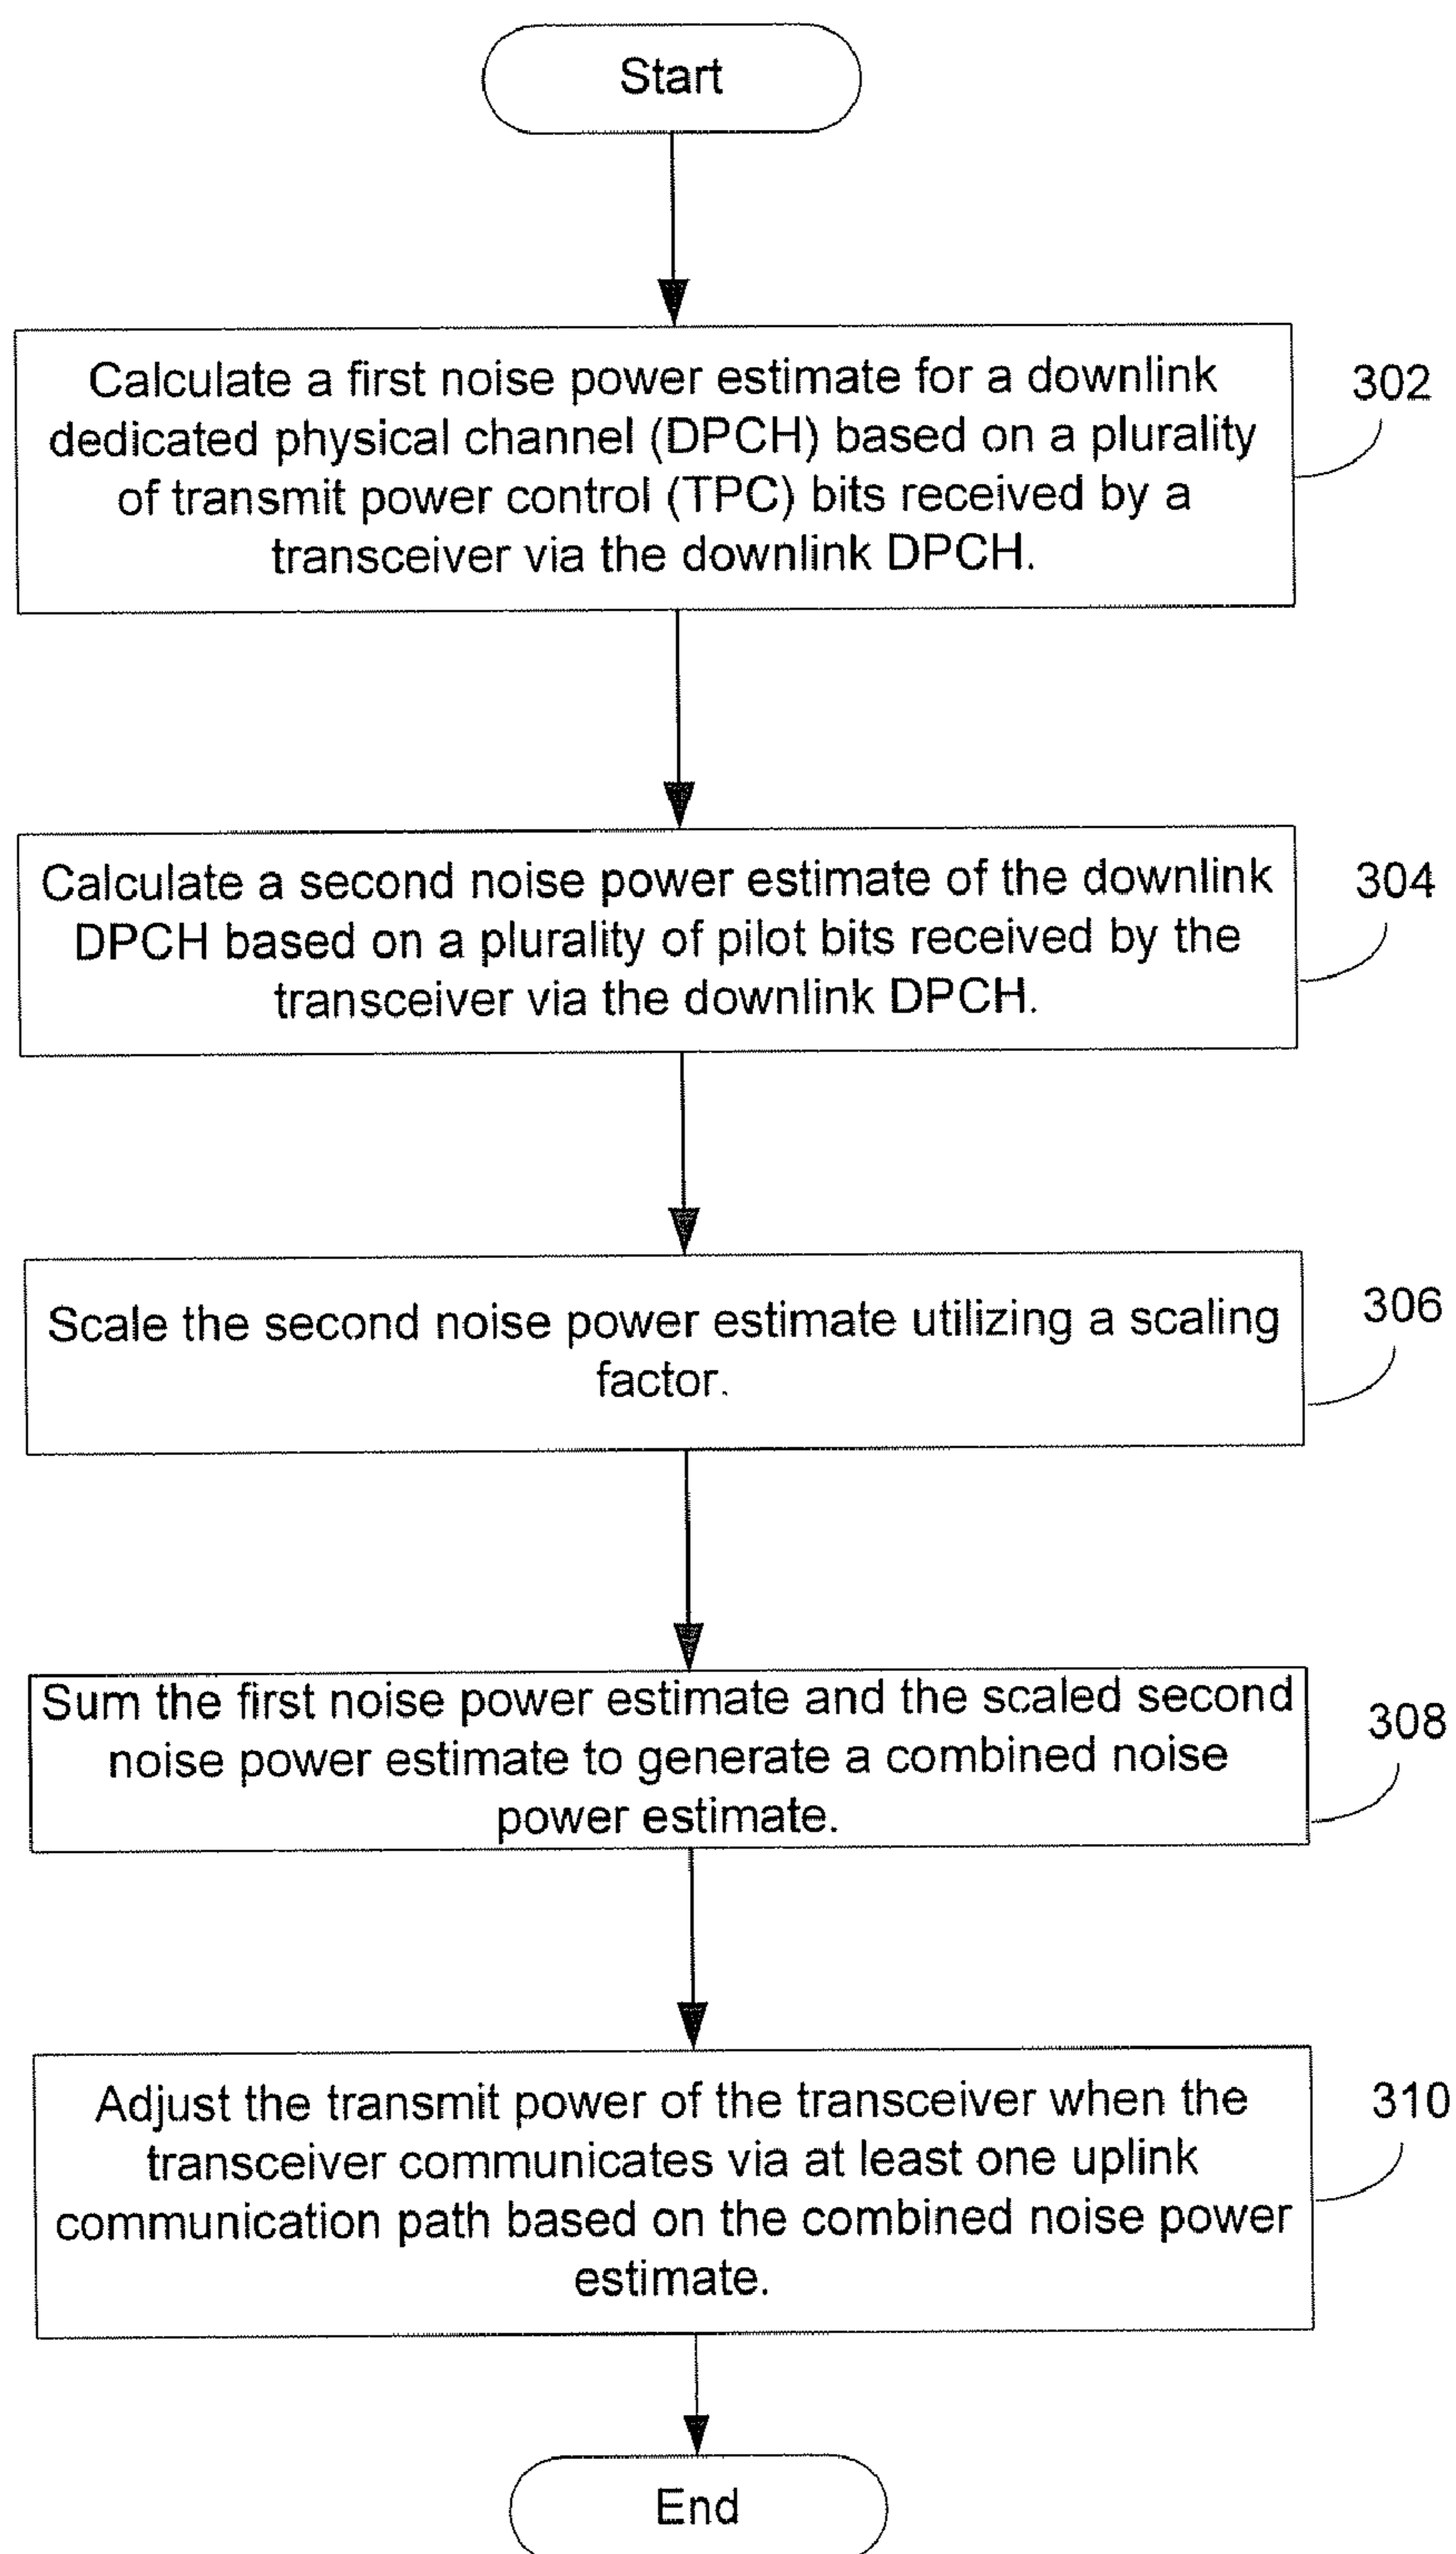 Start
Calculate a first noise power estimate for a downlink
dedicated physical channel (DPCH) based on a plurality
of transmit power control (TPC) bits received by a
transceiver via the downlink DPCH.
302
Calculate a second noise power estimate of the downlink
DPCH based on a plurality of pilot bits received by the
transceiver via the downlink DPCH.
304
Scale the second noise power estimate utilizing a scaling
factor.
306
Sum the first noise power estimate and the scaled second
noise power estimate to generate a combined noise
power estimate.
308
Adjust the transmit power of the transceiver when the
transceiver communicates via at least one uplink
communication path based on the combined noise power
estimate.
310
End